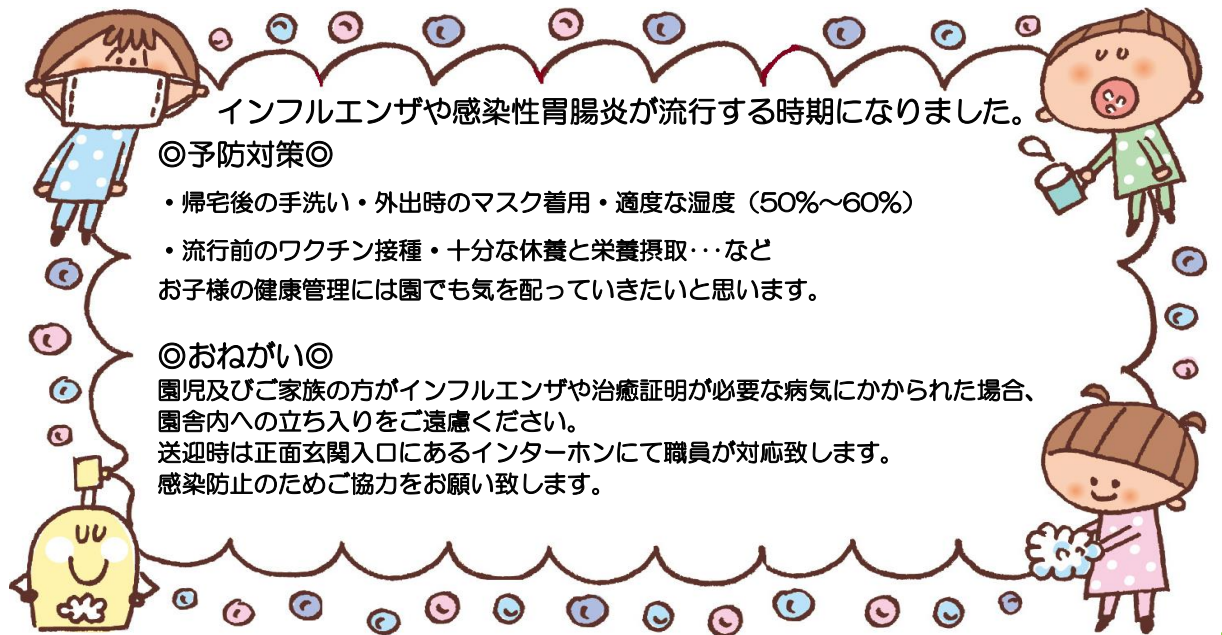 インフルエンザや感染性胃腸炎が流行する時期になりました。
◎予防対策◎
・帰宅後の手洗い・外出時のマスク着用・適度な湿度（50%～60%）
・流行前のワクチン接種・十分な休養と栄養摂取･･･など
お子様の健康管理には園でも気を配っていきたいと思います。
◎おねがい◎
園児及びご家族の方がインフルエンザや治癒証明が必要な病気にかかられた場合、
園舎内への立ち入りをご遠慮ください。
送迎時は正面玄関入口にあるインターホンにて職員が対応致します。
感染防止のためご協力をお願い致します。